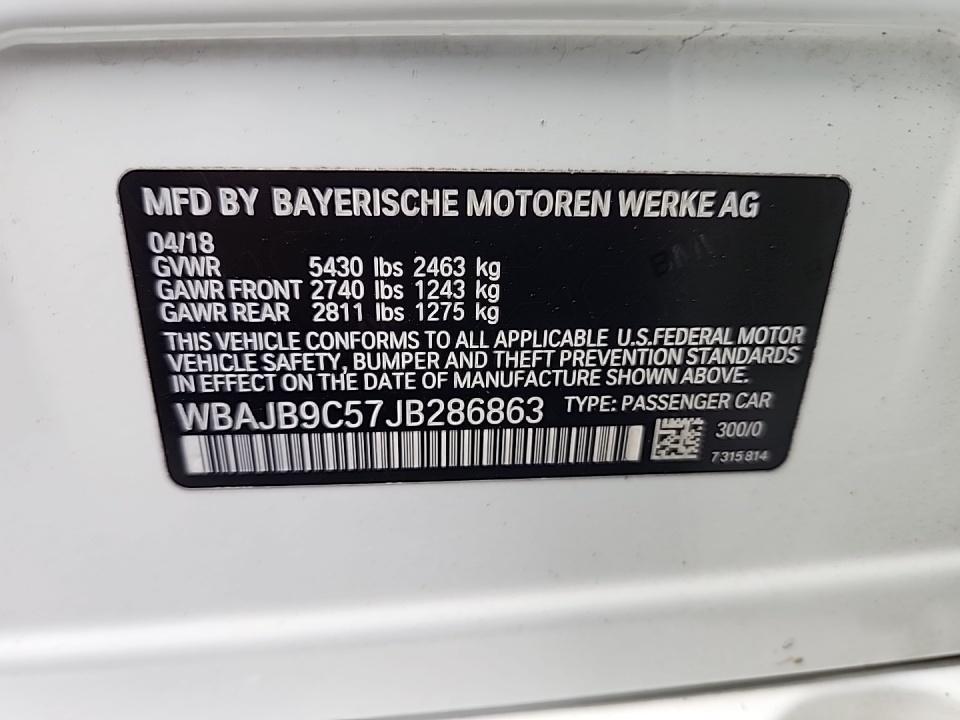 MFD BY BAYERISCHE MOTOREN WERKE AG
04/18
GVWR 5430 lbs 2463 kg
GAWR FRONT 2740 lbs 1243 kg
GAWR REAR 2811 lbs 1275 kg
THIS VEHICLE CONFORMS TO ALL APPLICABLE U.S.FEDERAL MOTOR
VEHICLE SAFETY, BUMPER AND THEFT PREVENTION STANDARDS
IN EFFECT ON THE DATE OF MANUFACTURE SHOWN ABOVE.
WBAJB9C57JB286863 TYPE: PASSENGER CAR
300/0
7315814